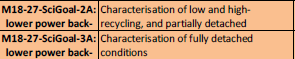 M18-27-SciGoal-2A: Characterisation of low and high-
lower power back- recycling, and partially detached
M18-27-SciGoal-3A: Characterisation of fully detached
lower power back- conditions